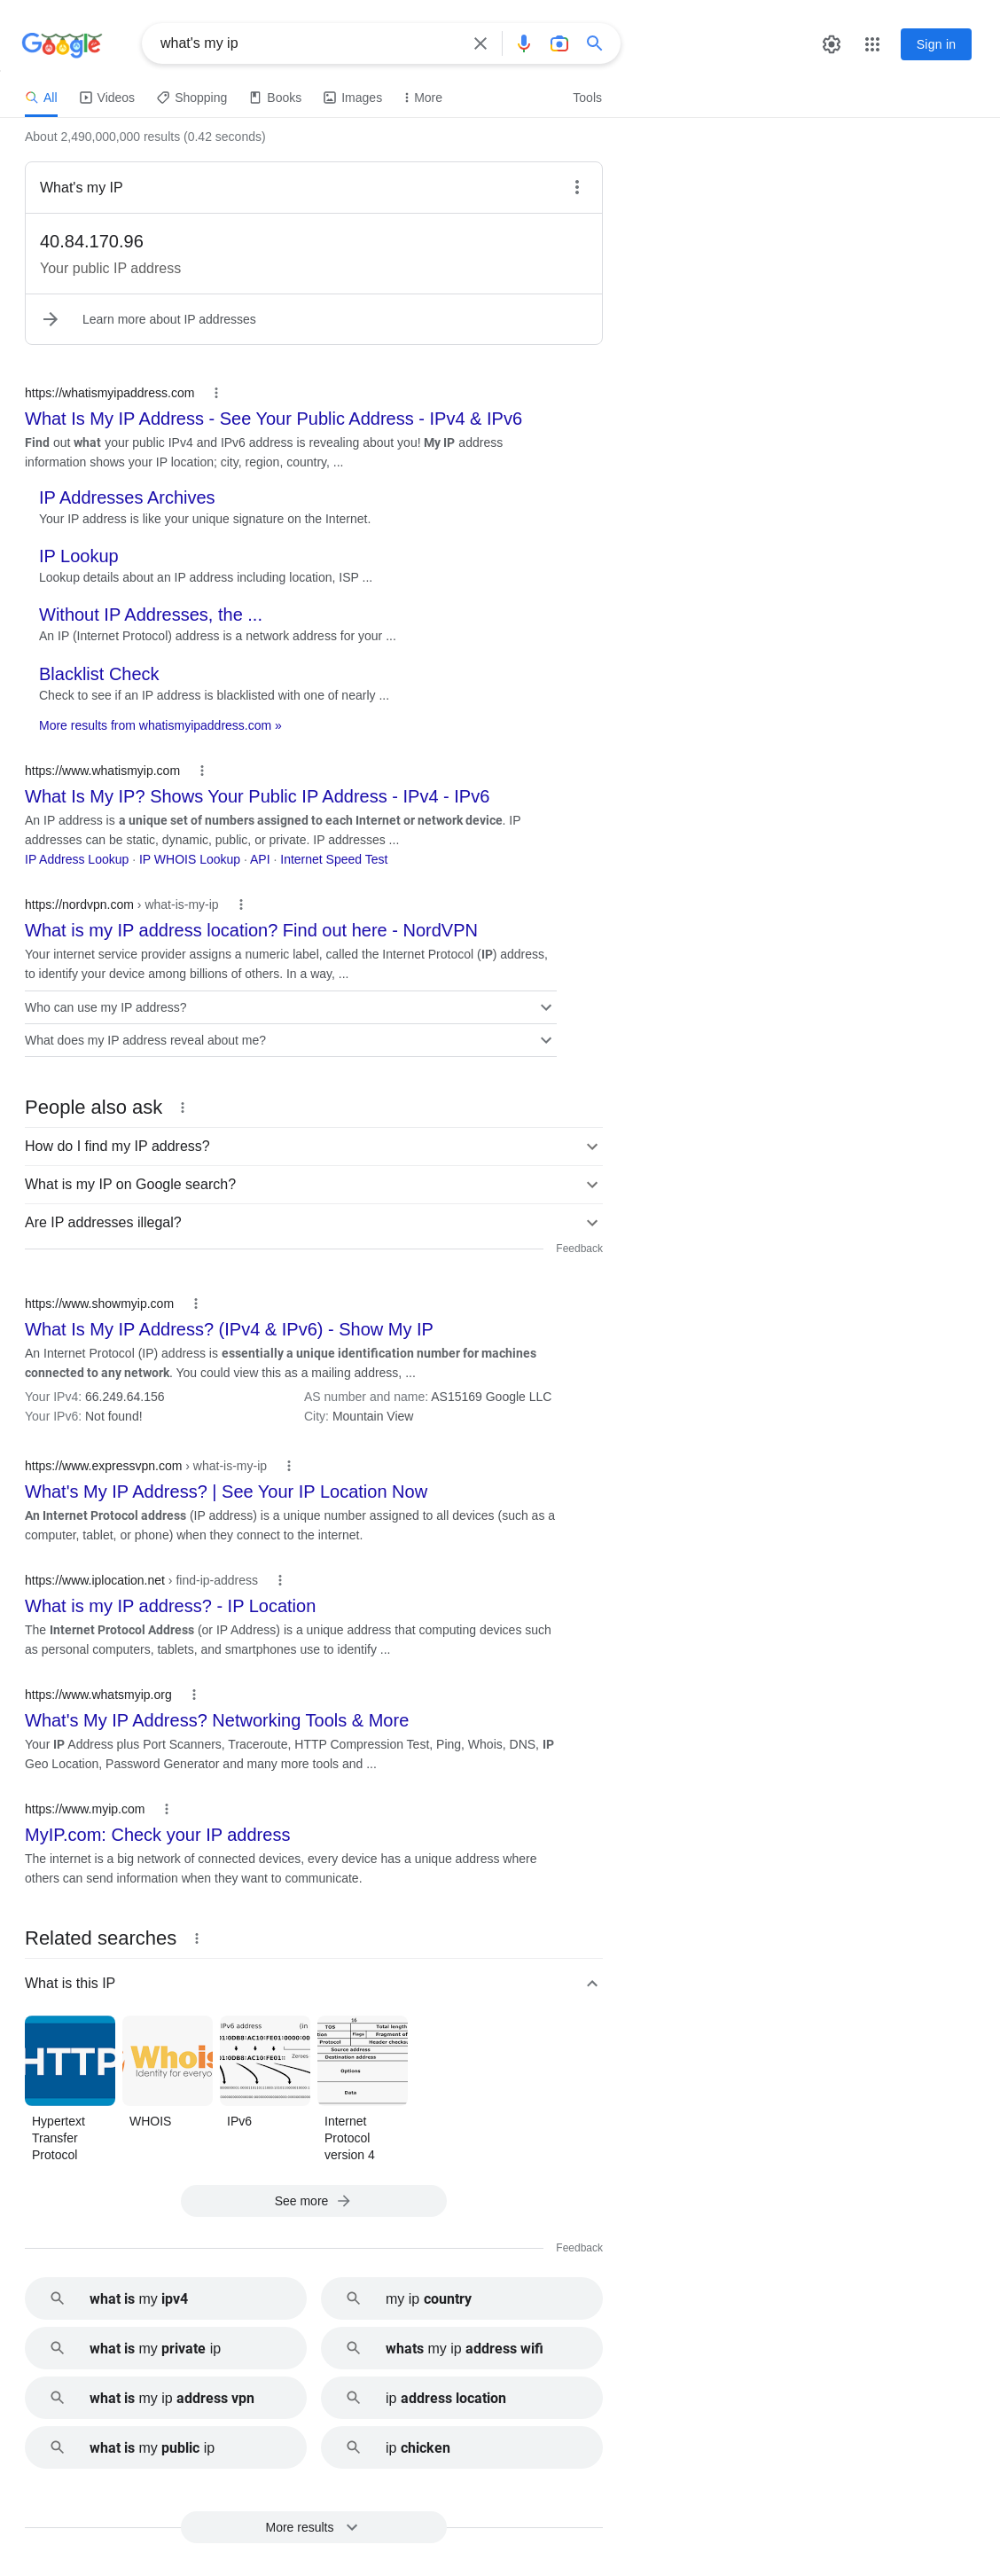 Google
what's my ip
Sign in
All
Videos
Shopping
Books
Images
More
Tools
About 2,490,000,000 results (0.42 seconds)
What's my IP
40.84.170.96
Your public IP address
Learn more about IP addresses
https://whatismyipaddress.com
What Is My IP Address - See Your Public Address - IPv4 & IPv6
Find out what your public IPv4 and IPv6 address is revealing about you! My IP address
information shows your IP location; city, region, country, ...
IP Addresses Archives
Your IP address is like your unique signature on the Internet.
IP Lookup
Lookup details about an IP address including location, ISP ...
Without IP Addresses, the ...
An IP (Internet Protocol) address is a network address for your ...
Blacklist Check
Check to see if an IP address is blacklisted with one of nearly ...
More results from whatismyipaddress.com »
https://www.whatismyip.com
What Is My IP? Shows Your Public IP Address - IPv4 - IPv6
An IP address is a unique set of numbers assigned to each Internet or network device. IP
addresses can be static, dynamic, public, or private. IP addresses ...
IP Address Lookup · IP WHOIS Lookup · API · Internet Speed Test
https://nordvpn.com › what-is-my-ip
What is my IP address location? Find out here - NordVPN
Your internet service provider assigns a numeric label, called the Internet Protocol (IP) address,
to identify your device among billions of others. In a way, ...
Who can use my IP address?
What does my IP address reveal about me?
People also ask
How do I find my IP address?
What is my IP on Google search?
Are IP addresses illegal?
Feedback
https://www.showmyip.com
What Is My IP Address? (IPv4 & IPv6) - Show My IP
An Internet Protocol (IP) address is essentially a unique identification number for machines
connected to any network. You could view this as a mailing address, ...
Your IPv4: 66.249.64.156
AS number and name: AS15169 Google LLC
Your IPv6: Not found!
City: Mountain View
https://www.expressvpn.com › what-is-my-ip
What's My IP Address? | See Your IP Location Now
An Internet Protocol address (IP address) is a unique number assigned to all devices (such as a
computer, tablet, or phone) when they connect to the internet.
https://www.iplocation.net › find-ip-address
What is my IP address? - IP Location
The Internet Protocol Address (or IP Address) is a unique address that computing devices such
as personal computers, tablets, and smartphones use to identify ...
https://www.whatsmyip.org
What's My IP Address? Networking Tools & More
Your IP Address plus Port Scanners, Traceroute, HTTP Compression Test, Ping, Whois, DNS, IP
Geo Location, Password Generator and many more tools and ...
https://www.myip.com
MyIP.com: Check your IP address
The internet is a big network of connected devices, every device has a unique address where
others can send information when they want to communicate.
Related searches
What is this IP
HTTP
Whois
Identity for everyo
IPv6 address (in
Zeroes
16
TOS Total length
Flags Fragment of
Protocol Header checksu
Source address
Destination address
Options
Data
Hypertext
Transfer
Protocol
WHOIS
IPv6
Internet
Protocol
version 4
See more
Feedback
what is my ipv4
my ip country
what is my private ip
whats my ip address wifi
what is my ip address vpn
ip address location
what is my public ip
ip chicken
More results